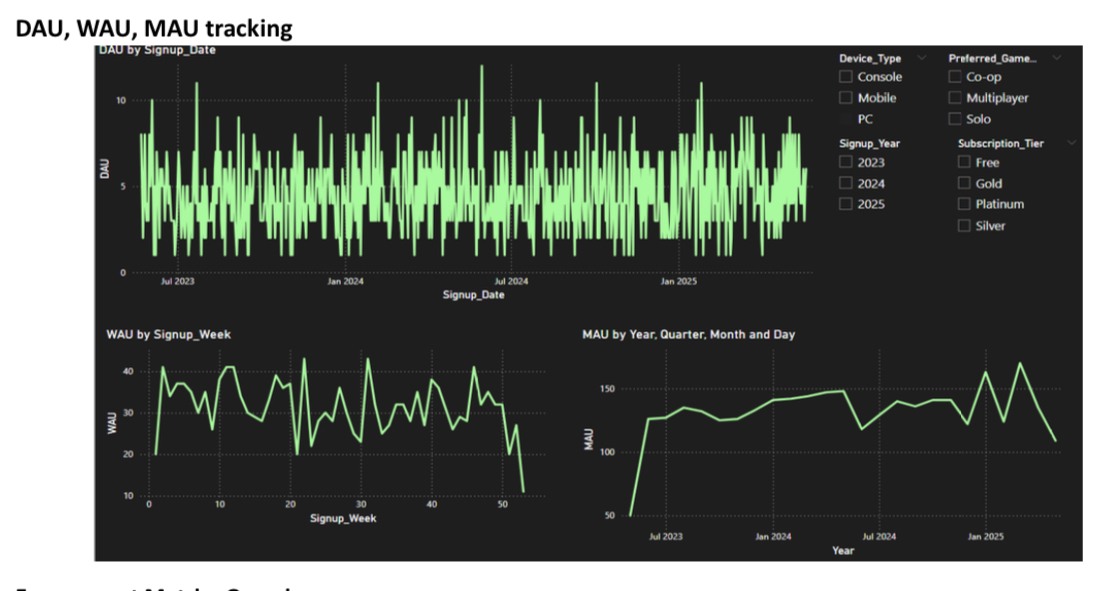 DAU, WAU, MAU tracking
DAU by Signup_Date
DAU
10
5
0
Jul 2023
Jan 2024
Jul 2024
Jan 2025
Signup_Date
Device_Type
Console
Mobile
PC
Preferred_Game...
Co-op
Multiplayer
Solo
Signup_Year
2023
2024
2025
Subscription_Tier
Free
Gold
Platinum
Silver
WAU by Signup_Week
WAU
40
30
20
10
0
10
20
30
40
50
Signup_Week
MAU by Year, Quarter, Month and Day
MAU
150
100
50
Jul 2023
Jan 2024
Jul 2024
Jan 2025
Year